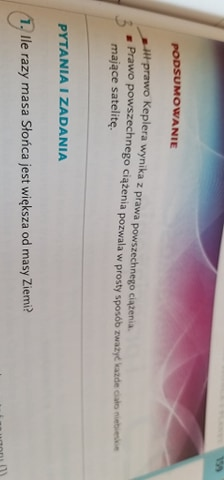 PODSUMOWANIE
■ III prawo Keplera wynika z prawa powszechnego ciążenia.
3
■ Prawo powszechnego ciążenia pozwala w prosty sposób zważyć każde ciało niebieskie
mające satelitę.
PYTANIA I ZADANIA
1. Ile razy masa Słońca jest większa od masy Ziemi?